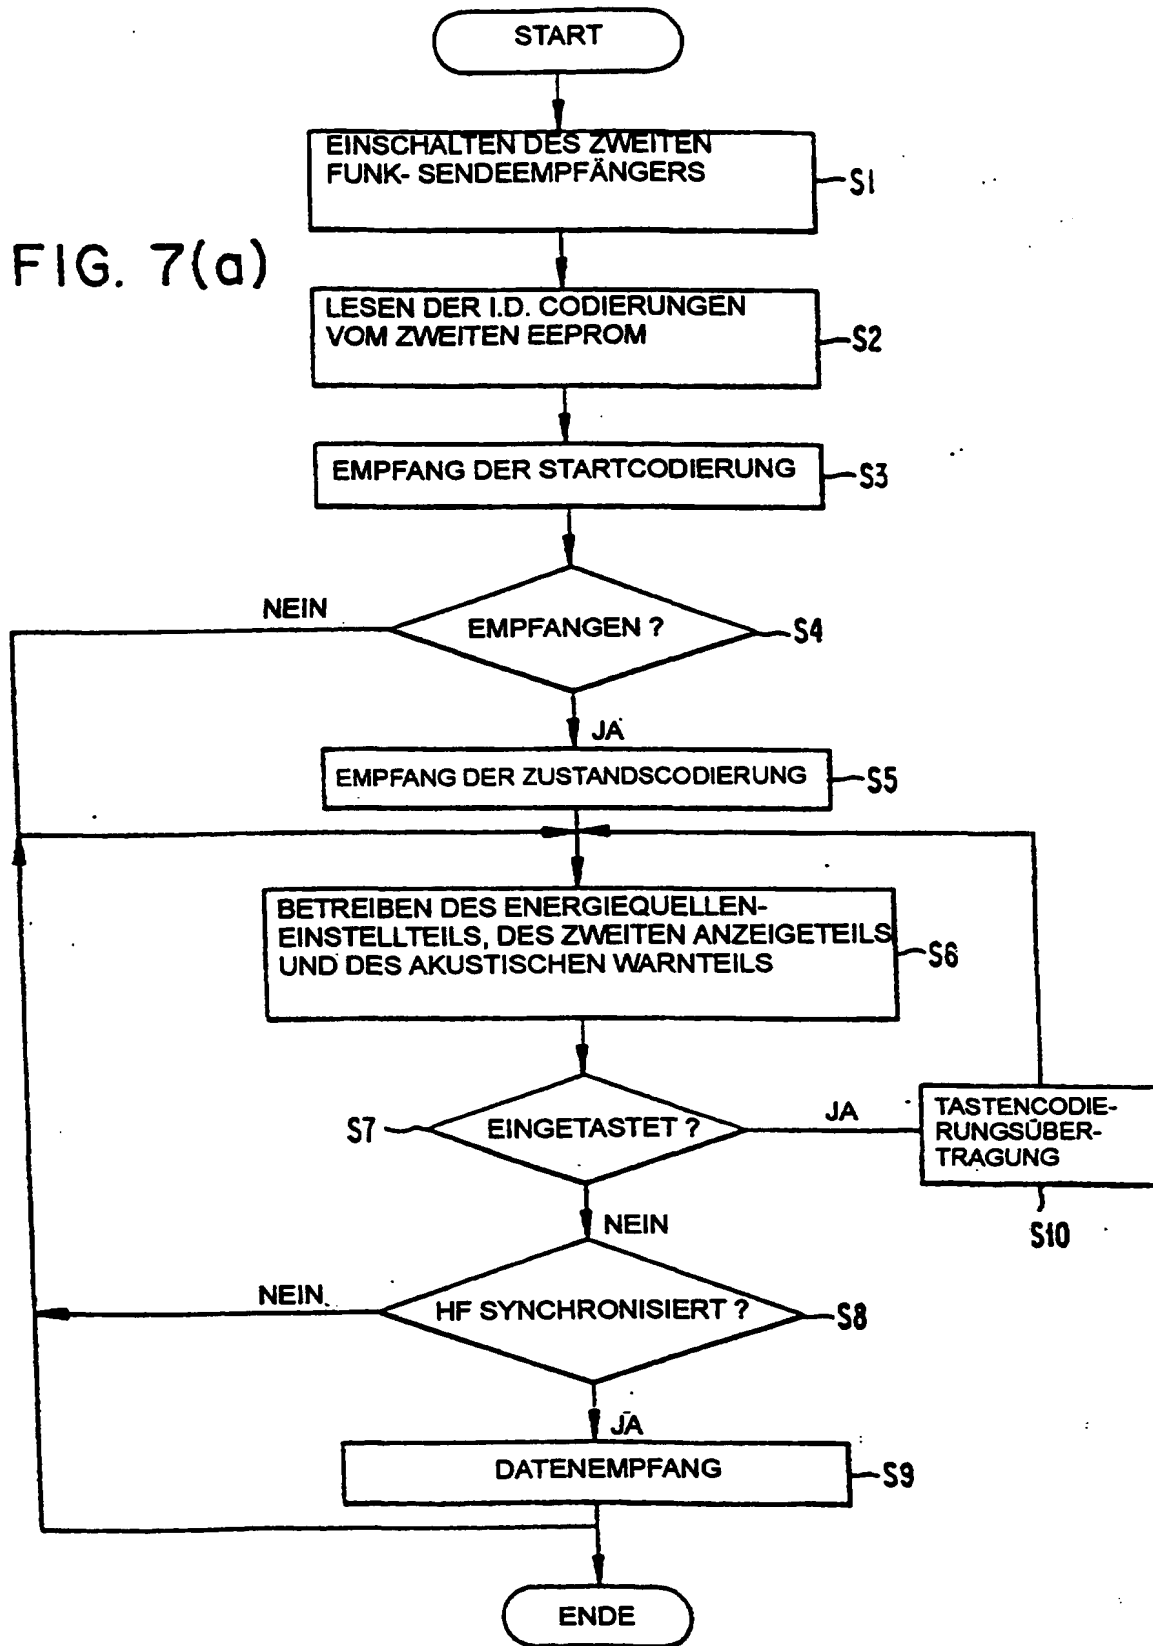 START
EINSCHALTEN DES ZWEITEN
FUNK- SENDEEMPFÄNGERS
S1
FIG. 7(a)
LESEN DER I.D. CODIERUNGEN
VOM ZWEITEN EEPROM
S2
EMPFANG DER STARTCODIERUNG
S3
NEIN
EMPFANGEN ?
S4
JA
EMPFANG DER ZUSTANDSCODIERUNG
S5
BETREIBEN DES ENERGIEQUELLEN-
EINSTELLTEILS, DES ZWEITEN ANZEIGETEILS
UND DES AKUSTISCHEN WARNTEILS
S6
S7
EINGETASTET ?
JA
TASTENCODIE-
RUNGSÜBER-
TRAGUNG
S10
NEIN
NEIN
HF SYNCHRONISIERT ?
S8
JA
DATENEMPFANG
S9
ENDE